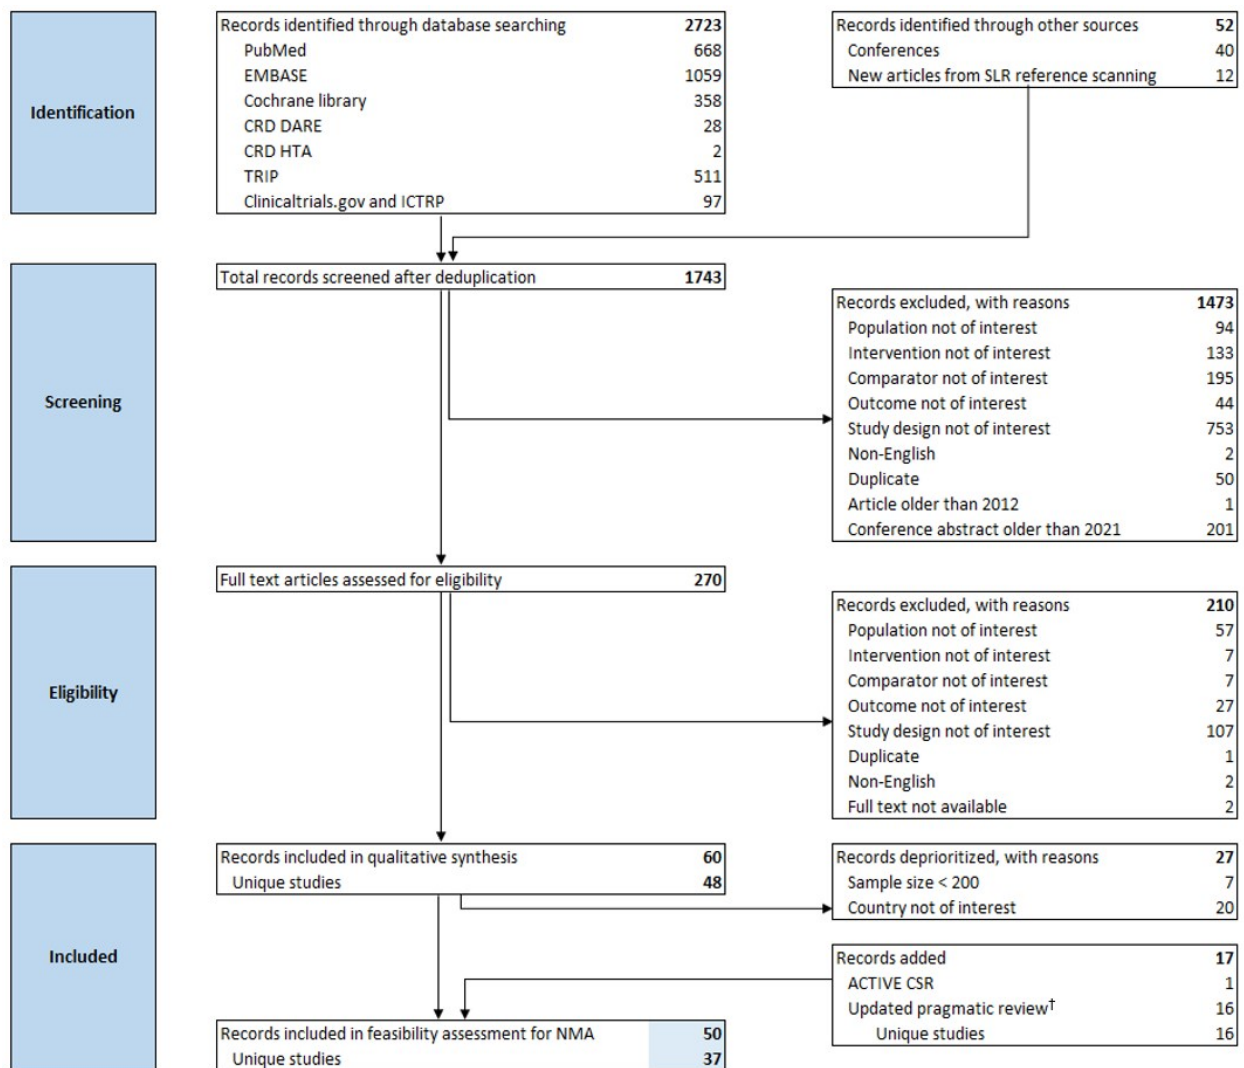 Identification
Records identified through database searching 2723
PubMed 668
EMBASE 1059
Cochrane library 358
CRD DARE 28
CRD HTA 2
TRIP 511
Clinicaltrials.gov and ICTRP 97
Records identified through other sources 52
Conferences 40
New articles from SLR reference scanning 12
Screening
Total records screened after deduplication 1743
Records excluded, with reasons 1473
Population not of interest 94
Intervention not of interest 133
Comparator not of interest 195
Outcome not of interest 44
Study design not of interest 753
Non-English 2
Duplicate 50
Article older than 2012 1
Conference abstract older than 2021 201
Eligibility
Full text articles assessed for eligibility 270
Records excluded, with reasons 210
Population not of interest 57
Intervention not of interest 7
Comparator not of interest 7
Outcome not of interest 27
Study design not of interest 107
Duplicate 1
Non-English 2
Full text not available 2
Included
Records included in qualitative synthesis 60
Unique studies 48
Records deprioritized, with reasons 27
Sample size < 200 7
Country not of interest 20
Records added 17
ACTIVE CSR 1
Updated pragmatic review† 16
Unique studies 16
Records included in feasibility assessment for NMA 50
Unique studies 37